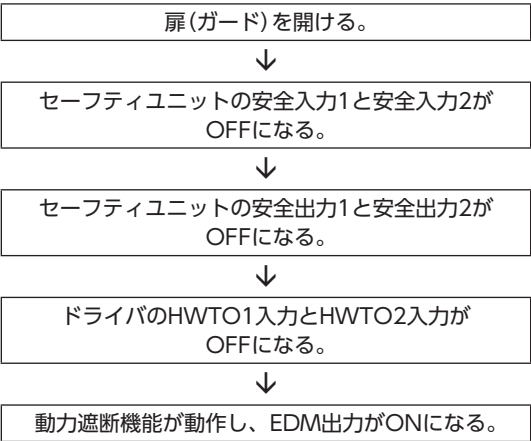 扉(ガード)を開ける。
↓
セーフティユニットの安全入力1と安全入力2が
OFFになる。
↓
セーフティユニットの安全出力1と安全出力2が
OFFになる。
↓
ドライバのHWTO1入力とHWTO2入力が
OFFになる。
↓
動力遮断機能が動作し、EDM出力がONになる。